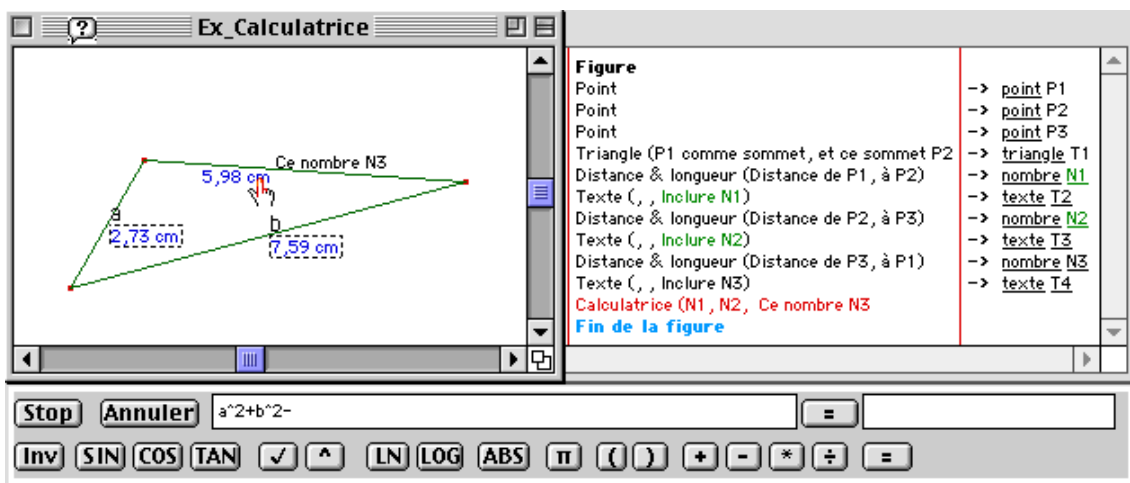 ? Ex_Calculatrice
Ce nombre N3
5,98 cm
a
2,73 cm
b
7,59 cm
Figure
Point -> point P1
Point -> point P2
Point -> point P3
Triangle (P1 comme sommet, et ce sommet P2 -> triangle T1
Distance & longueur (Distance de P1, à P2) -> nombre N1
Texte (, , Inclure N1) -> texte T2
Distance & longueur (Distance de P2, à P3) -> nombre N2
Texte (, , Inclure N2) -> texte T3
Distance & longueur (Distance de P3, à P1) -> nombre N3
Texte (, , Inclure N3) -> texte T4
Calculatrice (N1, N2, Ce nombre N3
Fin de la figure
Stop Annuler a^2+b^2- =
Inv SIN COS TAN √ ^ LN LOG ABS π ( ) + - * ÷ =